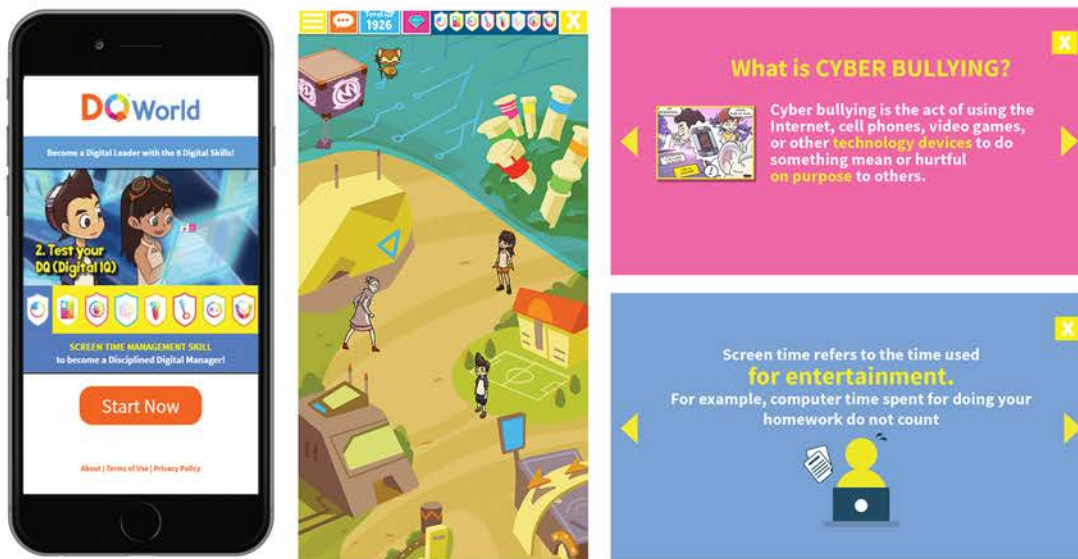 DQ World
Become a Digital Leader with the 8 Digital Skills!
2. Test your
DQ (Digital IQ)
SCREEN TIME MANAGEMENT SKILL
to become a Disciplined Digital Manager!
Start Now
About | Terms of Use | Privacy Policy
1926
X
X
What is CYBER BULLYING?
Cyber bullying is the act of using the
Internet, cell phones, video games,
or other technology devices to do
something mean or hurtful
on purpose to others.
X
Screen time refers to the time used
for entertainment.
For example, computer time spent for doing your
homework do not count